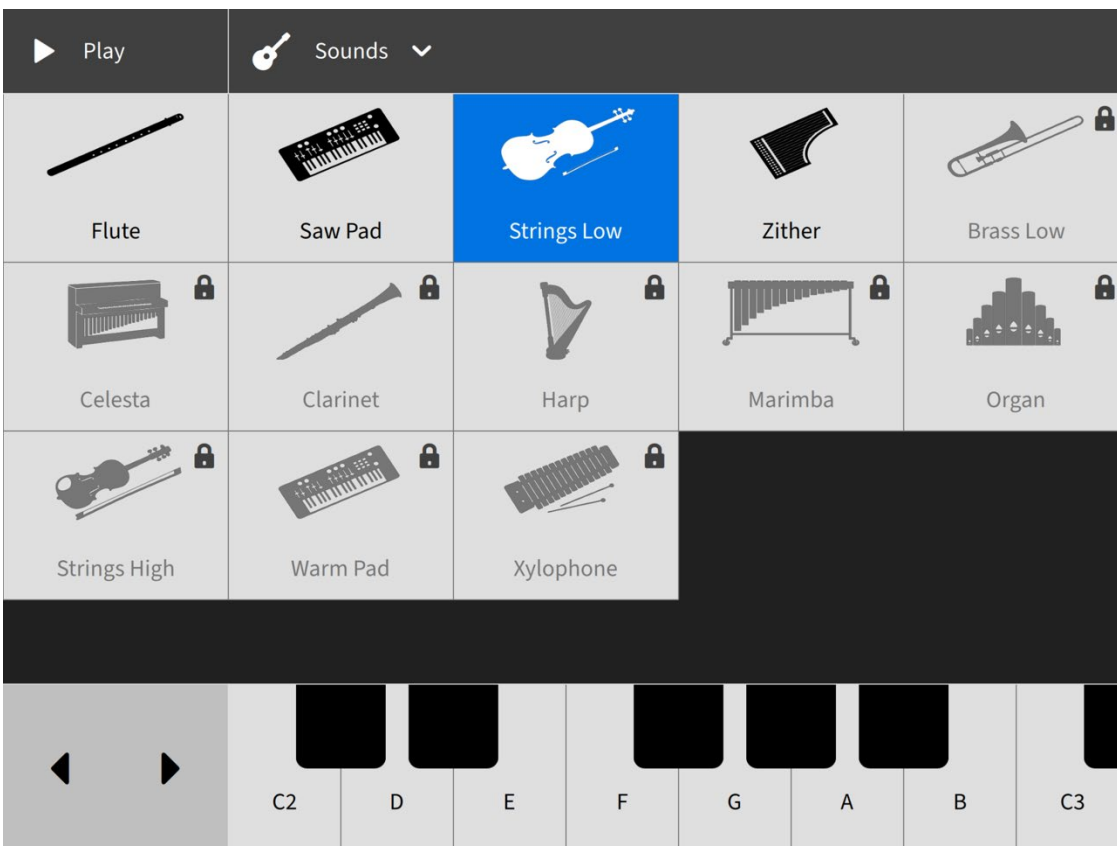 Play Sounds
Flute Saw Pad Strings Low Zither Brass Low
Celesta Clarinet Harp Marimba Organ
Strings High Warm Pad Xylophone
C2 D E F G A B C3